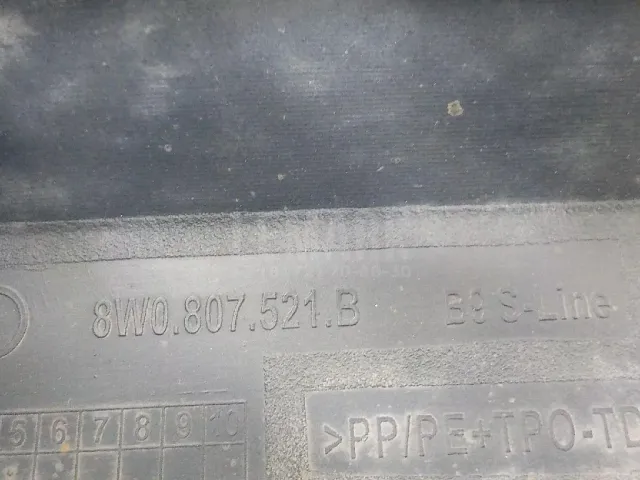 8W0.807.521.B B9 S-Line
5 6 7 8 9 10
>PP/PE+TPO-TD